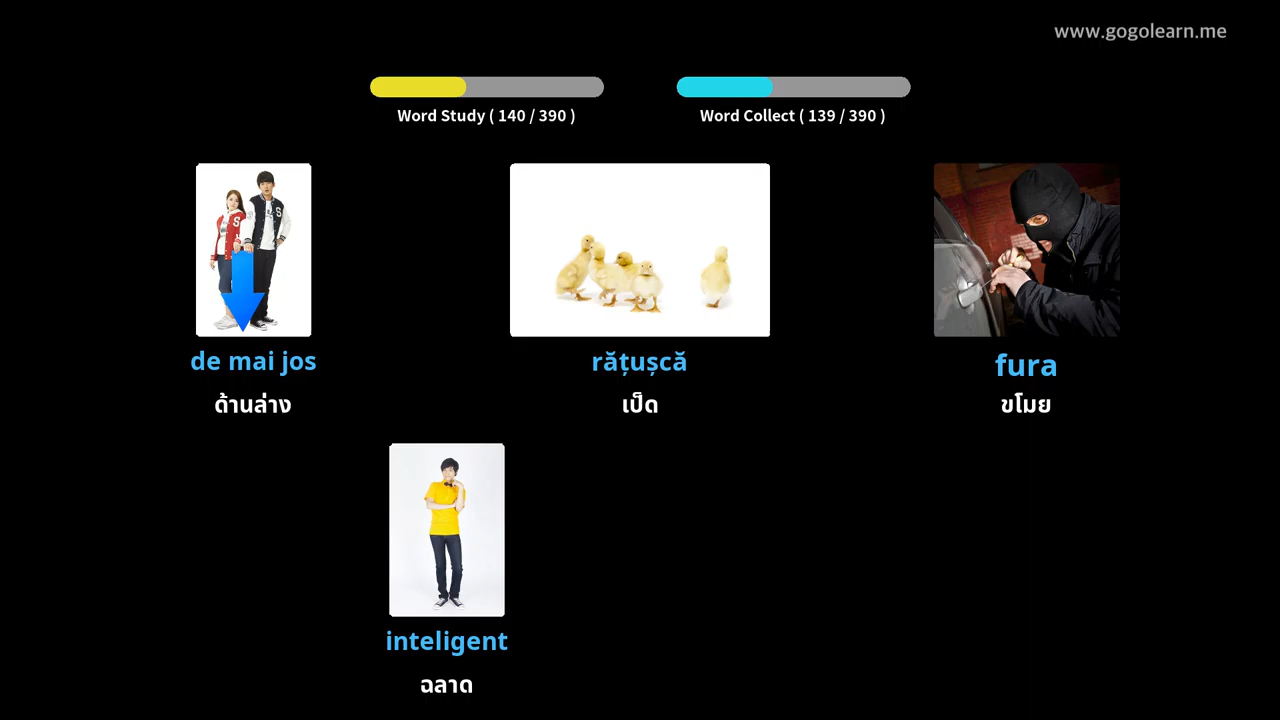 www.gogolearn.me
Word Study ( 140 / 390 )
Word Collect ( 139 / 390 )
de mai jos
rățușcă
fura
ด้านล่าง
เป็ด
ขโมย
inteligent
ฉลาด